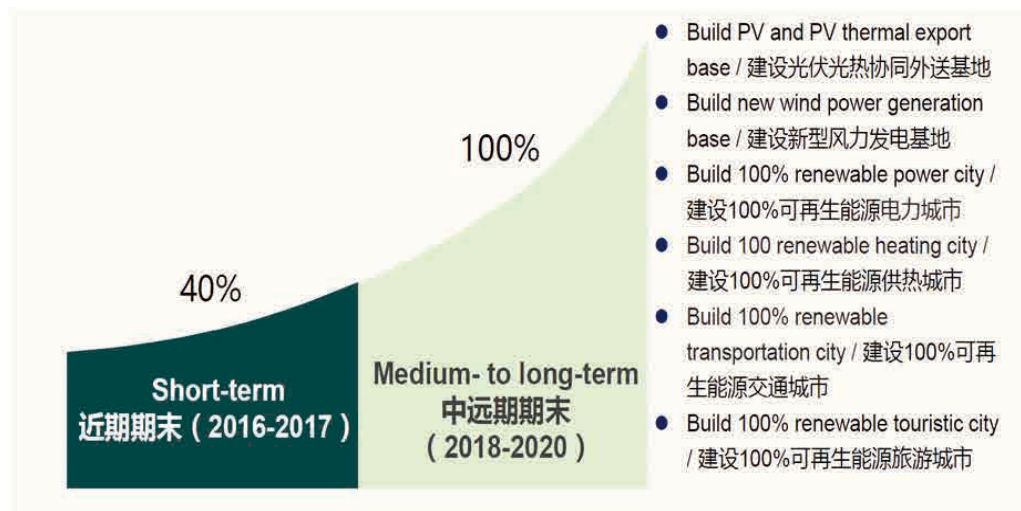 40%
100%
Short-term
近期期末（2016-2017）
Medium- to long-term
中远期期末
（2018-2020）
Build PV and PV thermal export
base / 建设光伏光热协同外送基地
Build new wind power generation
base / 建设新型风力发电基地
Build 100% renewable power city /
建设100%可再生能源电力城市
Build 100 renewable heating city /
建设100%可再生能源供热城市
Build 100% renewable
transportation city / 建设100%可再
生能源交通城市
Build 100% renewable touristic city
/ 建设100%可再生能源旅游城市